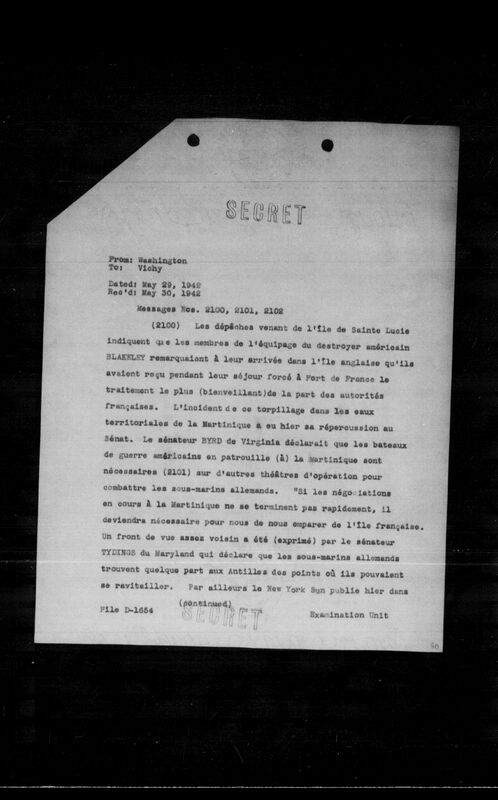 SECRET
From: Washington
To: Vichy
Dated: May 29, 1942
Rec'd: May 30, 1942
Messages Nos. 2100, 2101, 2102
(2100) Les dépêches venant de l'Île de Sainte Lucie
indiquent que les membres de l'équipage du destroyer américain
BLAKELEY remarquaient à leur arrivée dans l'Île anglaise qu'ils
avaient reçu pendant leur séjour forcé à Fort de France le
traitement le plus (bienveillant)de la part des autorités
françaises. L'incident de ce torpillage dans les eaux
territoriales de la Martinique a eu hier sa répercussion au
Sénat. Le sénateur BYRD de Virginia déclarait que les bateaux
de guerre américains en patrouille (à) la Martinique sont
nécessaires (2101) sur d'autres théâtres d'opération pour
combattre les sous-marins allemands. "Si les négociations
en cours à la Martinique ne se terminent pas rapidement, il
deviendra nécessaire pour nous de nous emparer de l'Île française.
Un front de vue assez voisin a été (exprimé) par le sénateur
TYDINGS du Maryland qui déclare que les sous-marins allemands
trouvent quelque part aux Antilles des points où ils pouvaient
se ravitailler. Par ailleurs le New York Sun publie hier dans
(continued)
File D-1654
SECRET
Examination Unit